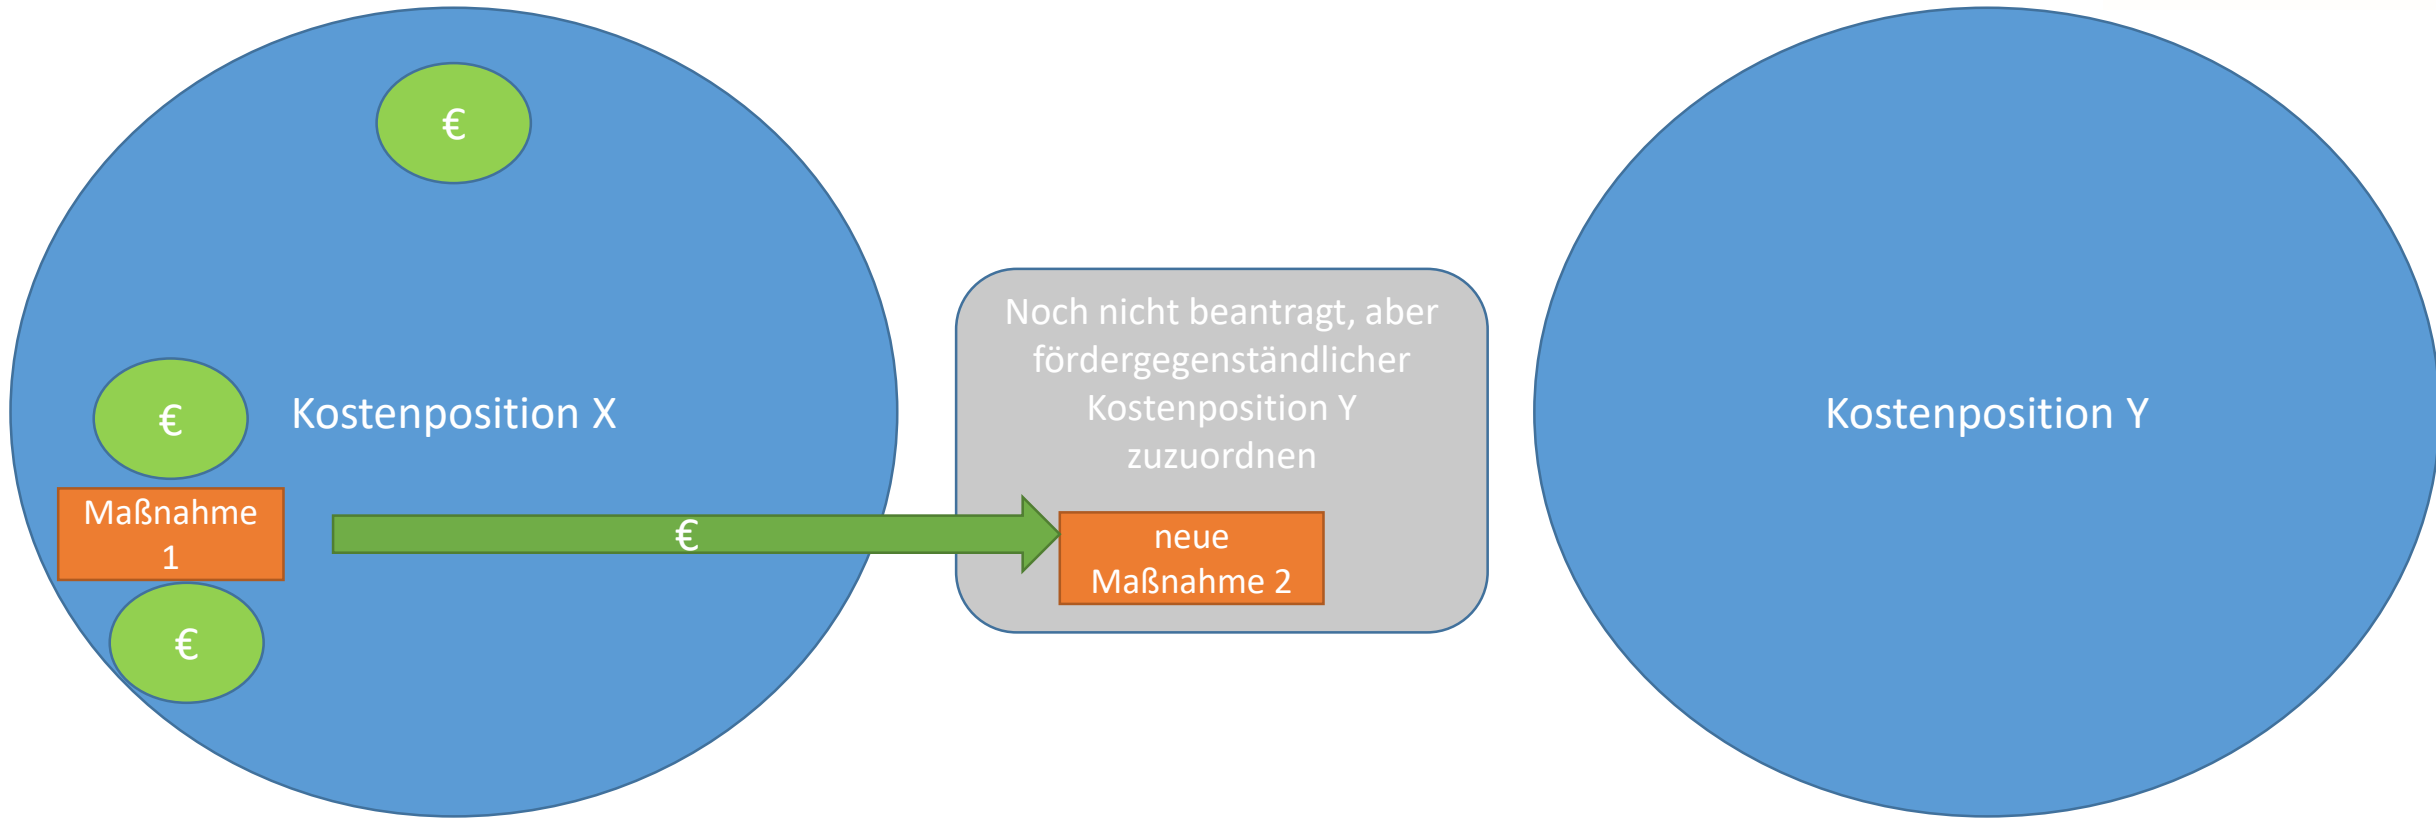 €
€
Kostenposition X
Maßnahme
1
€
€
Noch nicht beantragt, aber
fördergegenständlicher
Kostenposition Y
zuzuordnen
neue
Maßnahme 2
Kostenposition Y